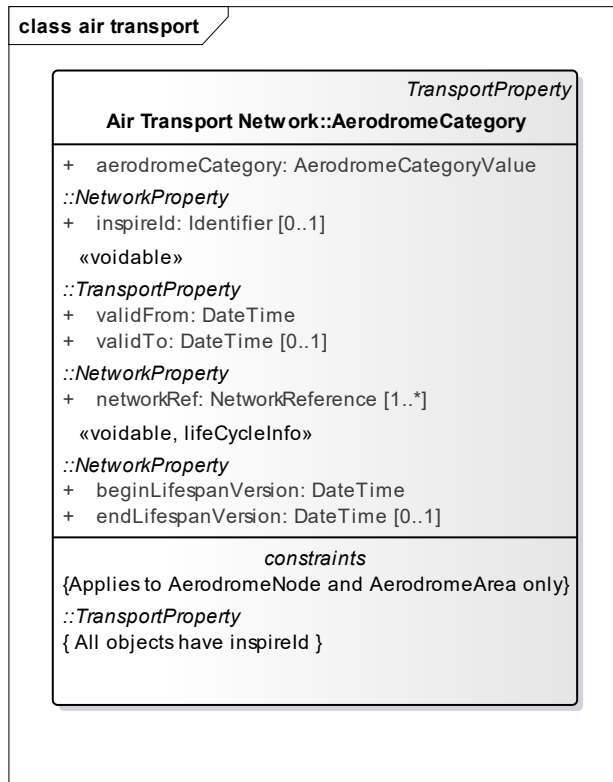 class air transport
TransportProperty
Air Transport Network::AerodromeCategory
+ aerodromeCategory: AerodromeCategoryValue
::NetworkProperty
+ inspireId: Identifier [0..1]
«voidable»
::TransportProperty
+ validFrom: DateTime
+ validTo: DateTime [0..1]
::NetworkProperty
+ networkRef: NetworkReference [1..*]
«voidable, lifeCycleInfo»
::NetworkProperty
+ beginLifespanVersion: DateTime
+ endLifespanVersion: DateTime [0..1]
constraints
{Applies to AerodromeNode and AerodromeArea only}
::TransportProperty
{ All objects have inspireId }